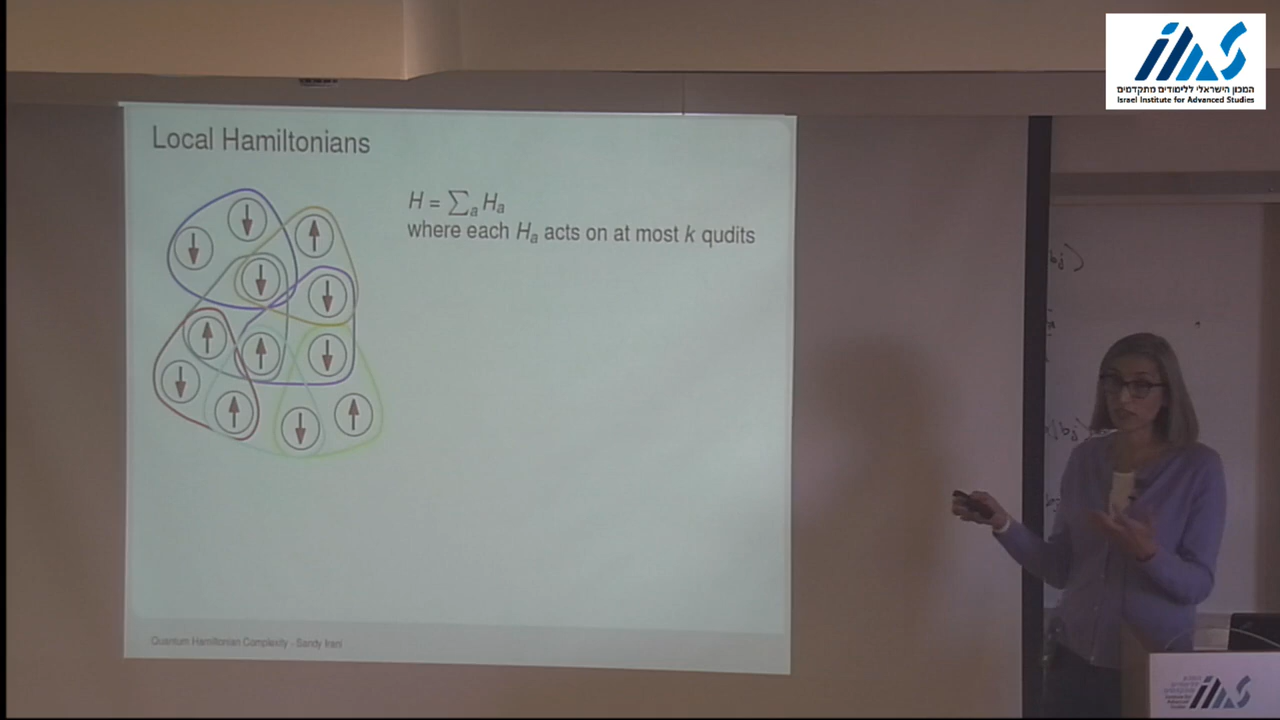 המכון הישראלי ללימודים מתקדמים
Israel Institute for Advanced Studies
Local Hamiltonians
H = ∑ₐ Hₐ
where each Hₐ acts on at most k qudits
Quantum Hamiltonian Complexity - Sandy Irani